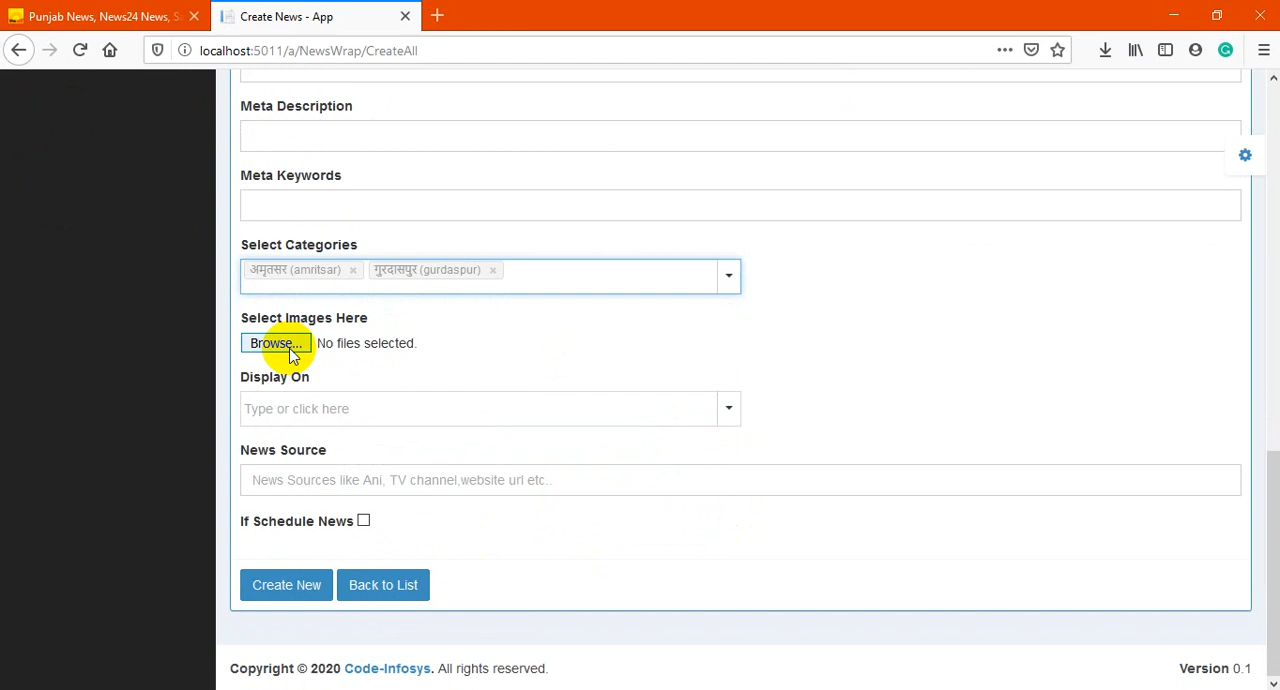 Punjab News, News24 News, S
Create News - App
localhost:5011/a/NewsWrap/CreateAll
Meta Description
Meta Keywords
Select Categories
अमृतसर (amritsar) × गुरदासपुर (gurdaspur) ×
Select Images Here
Browse... No files selected.
Display On
Type or click here
News Source
News Sources like Ani, TV channel,website url etc..
If Schedule News
Create New Back to List
Copyright © 2020 Code-Infosys. All rights reserved. Version 0.1